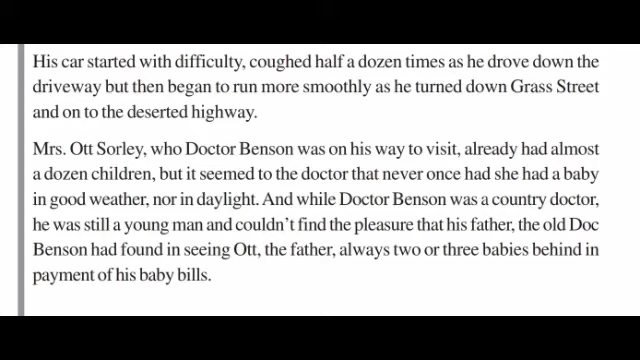 His car started with difficulty, coughed half a dozen times as he drove down the
driveway but then began to run more smoothly as he turned down Grass Street
and on to the deserted highway.
Mrs. Ott Sorley, who Doctor Benson was on his way to visit, already had almost
a dozen children, but it seemed to the doctor that never once had she had a baby
in good weather, nor in daylight. And while Doctor Benson was a country doctor,
he was still a young man and couldn't find the pleasure that his father, the old Doc
Benson had found in seeing Ott, the father, always two or three babies behind in
payment of his baby bills.